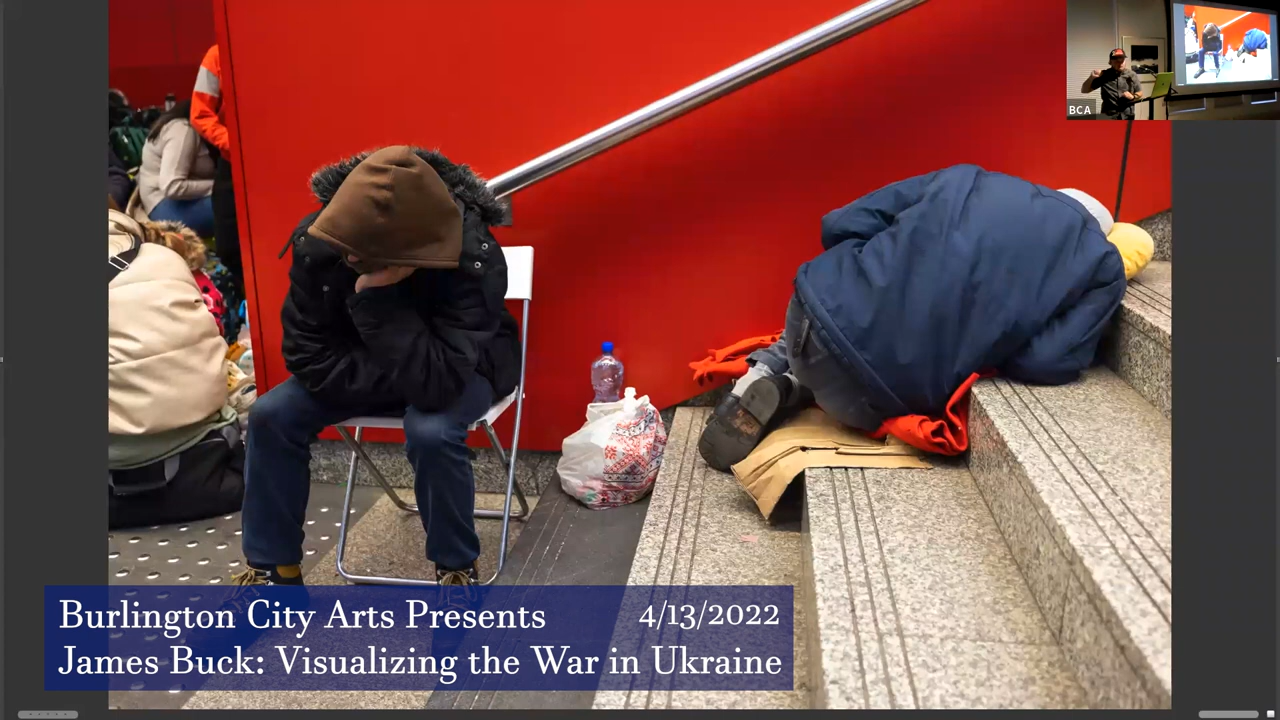 BCA
Burlington City Arts Presents 4/13/2022
James Buck: Visualizing the War in Ukraine